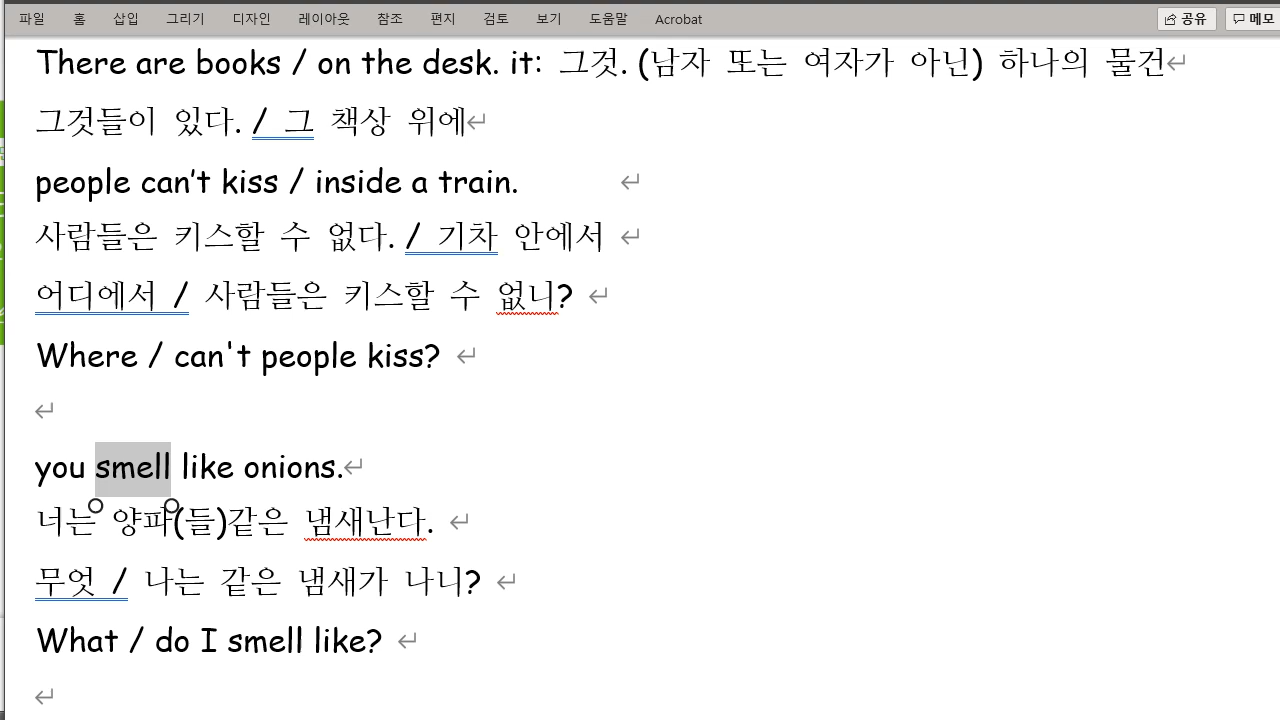 파일 홈 삽입 그리기 디자인 레이아웃 참조 편지 검토 보기 도움말 Acrobat 공유 메모
There are books / on the desk. it: 그것. (남자 또는 여자가 아닌) 하나의 물건
그것들이 있다. / 그 책상 위에
people can’t kiss / inside a train.
사람들은 키스할 수 없다. / 기차 안에서
어디에서 / 사람들은 키스할 수 없니?
Where / can't people kiss?
you smell like onions.
너는 양파(들)같은 냄새난다.
무엇 / 나는 같은 냄새가 나니?
What / do I smell like?